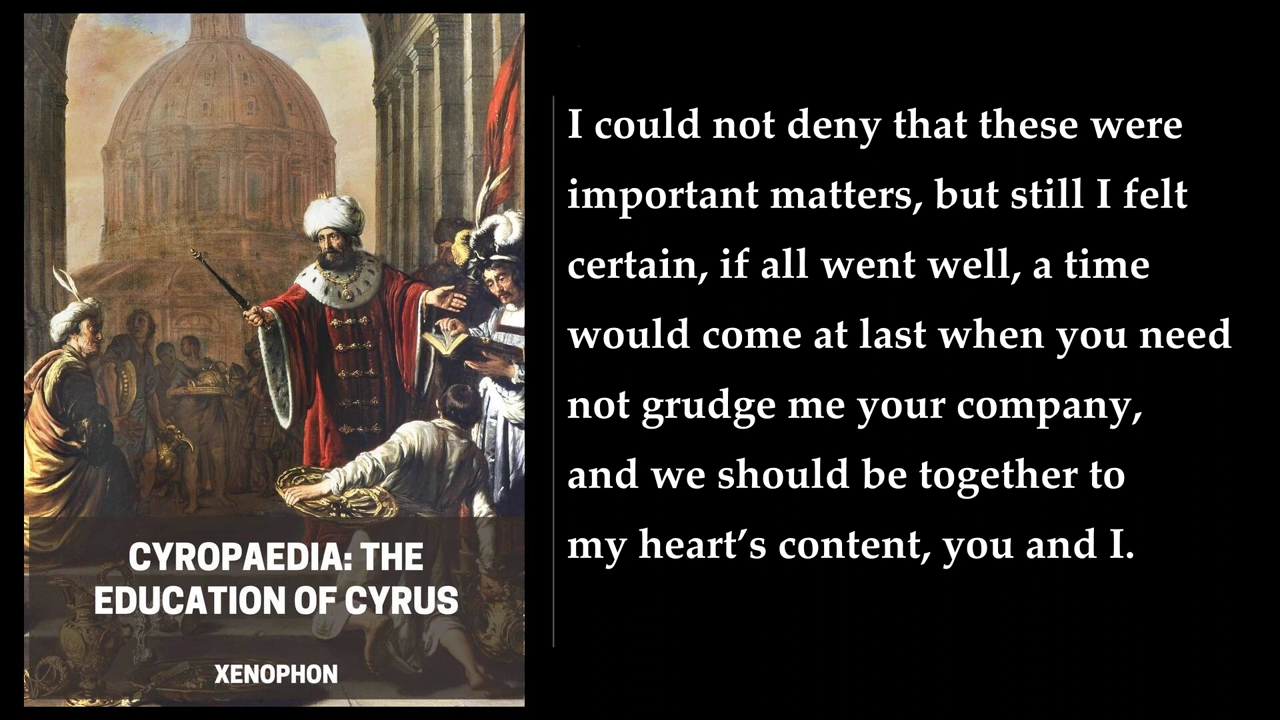 CYROPAEDIA: THE
EDUCATION OF CYRUS
XENOPHON
I could not deny that these were
important matters, but still I felt
certain, if all went well, a time
would come at last when you need
not grudge me your company,
and we should be together to
my heart’s content, you and I.